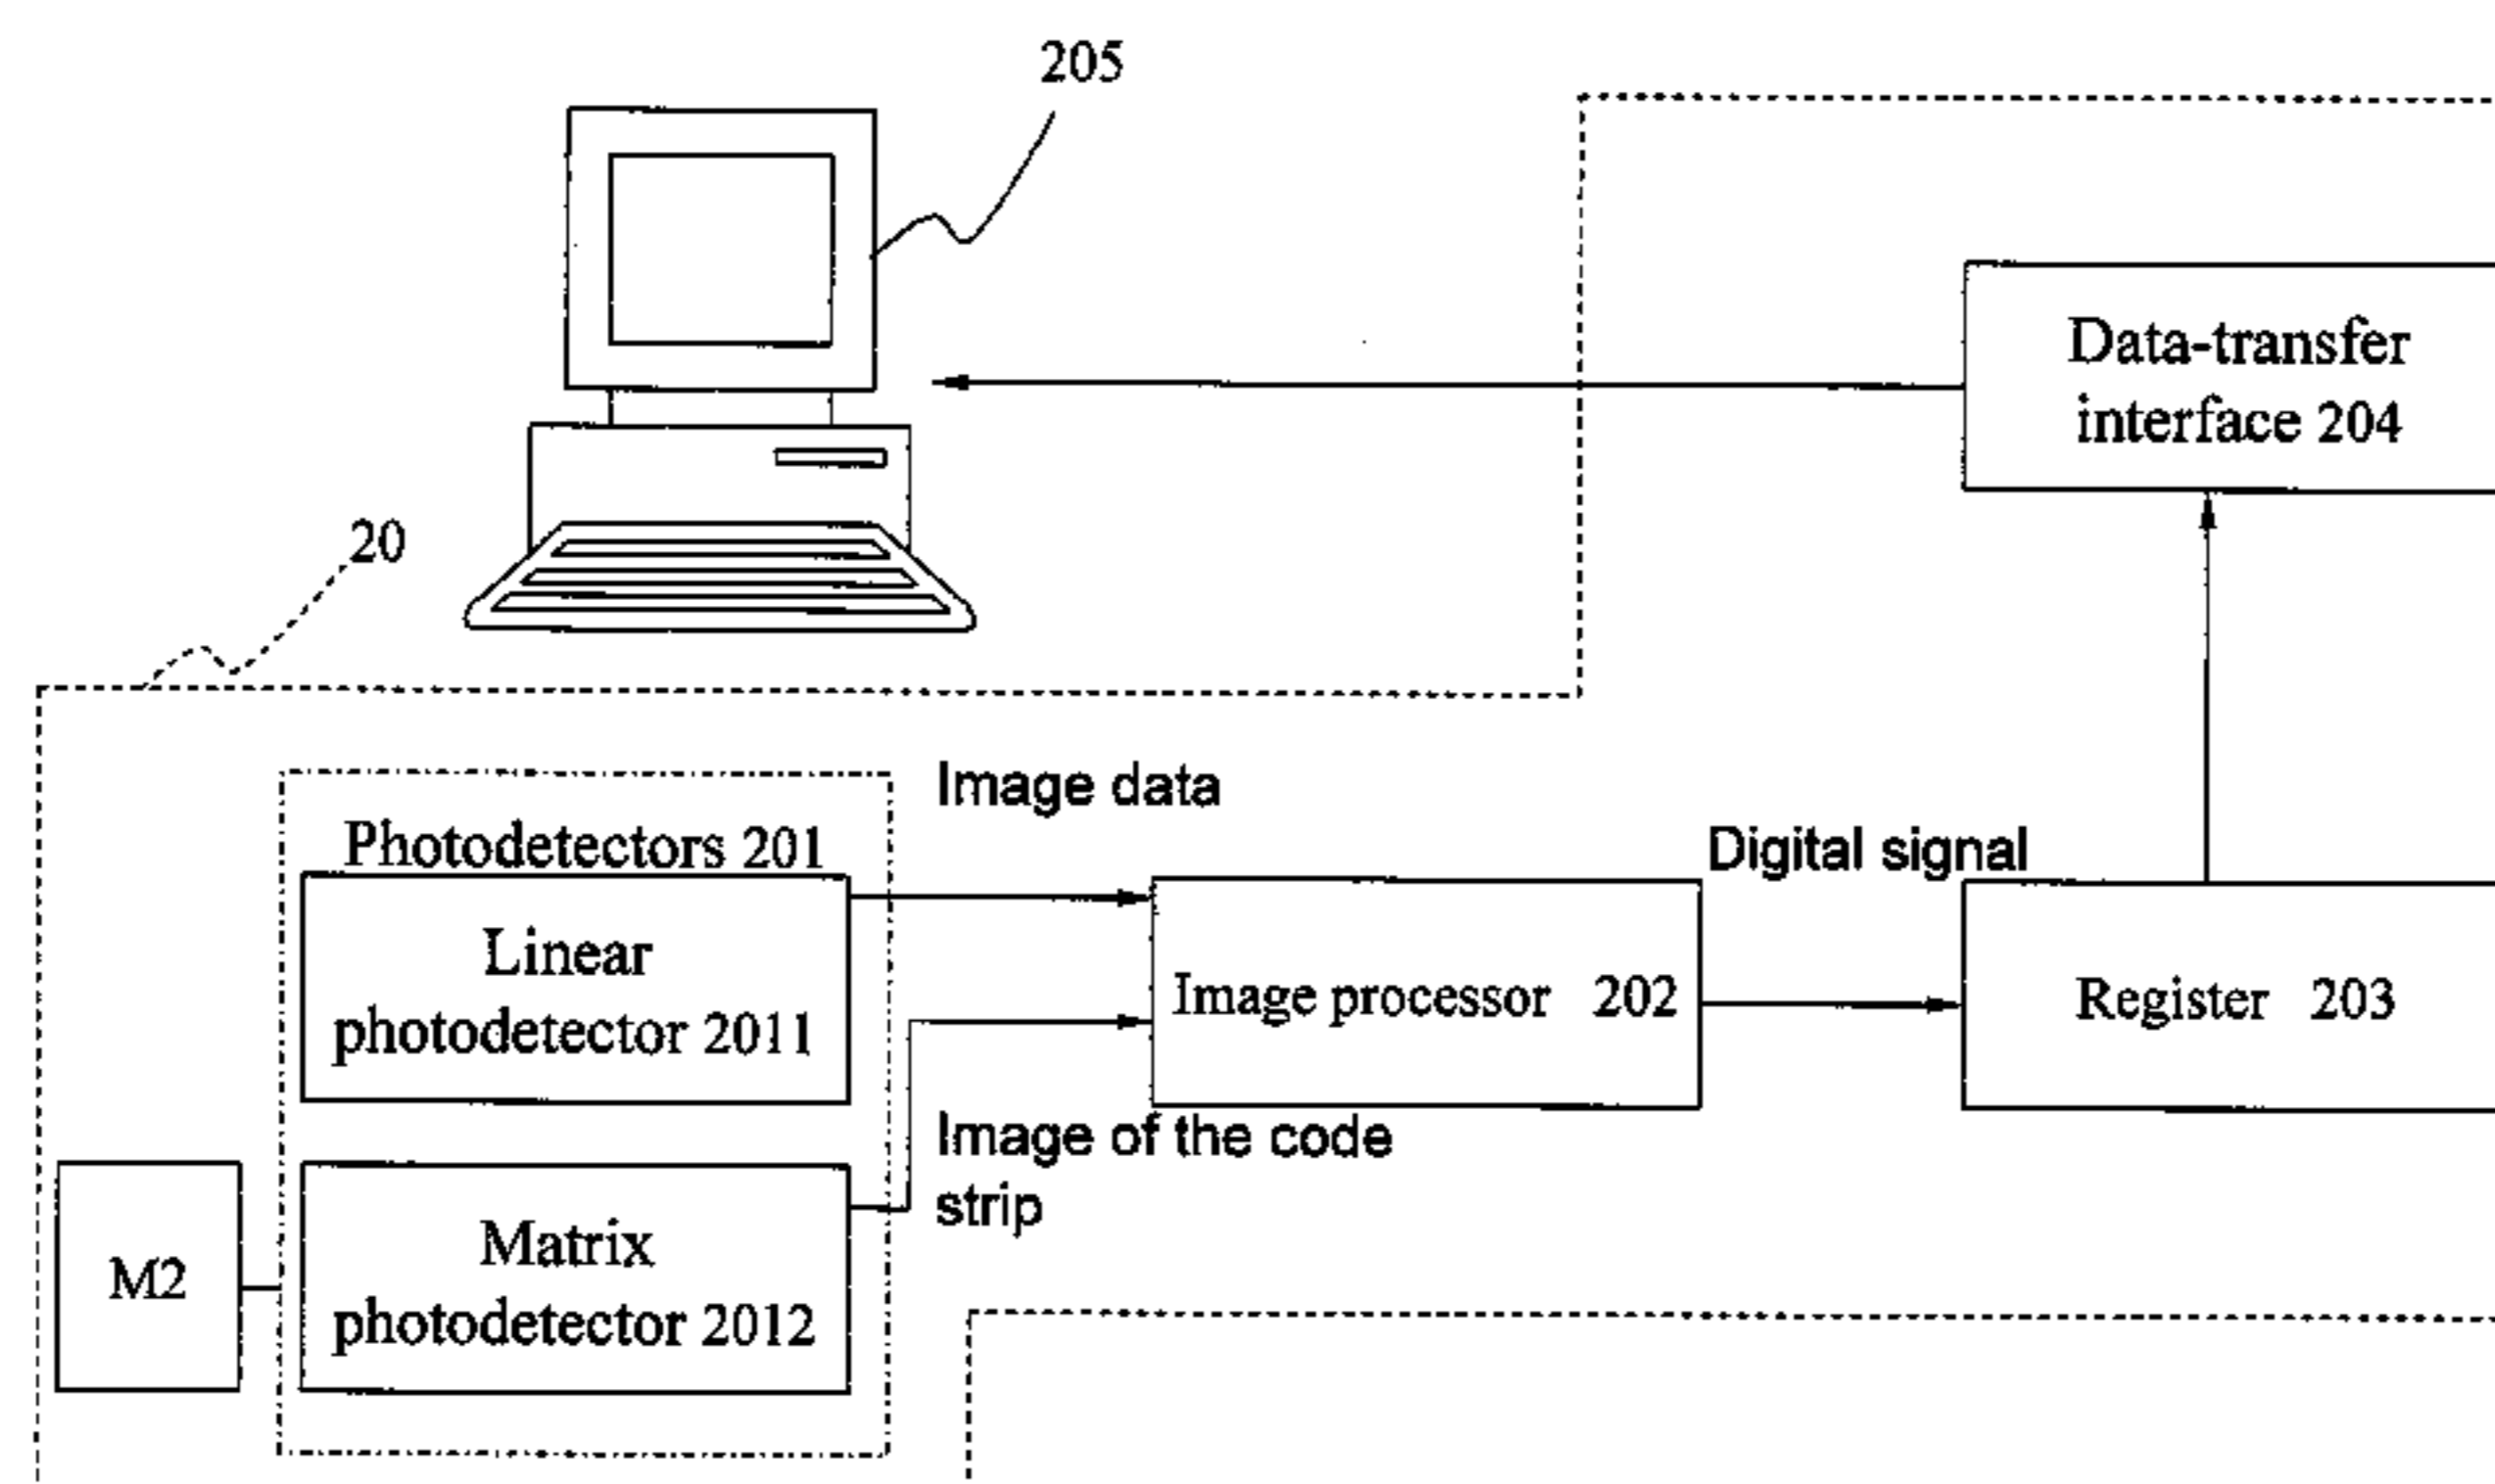 205
Data-transfer
interface 204
20
Image data
Photodetectors 201
Digital signal
Linear
photodetector 2011
Image processor 202
Register 203
Image of the code
strip
Matrix
photodetector 2012
M2